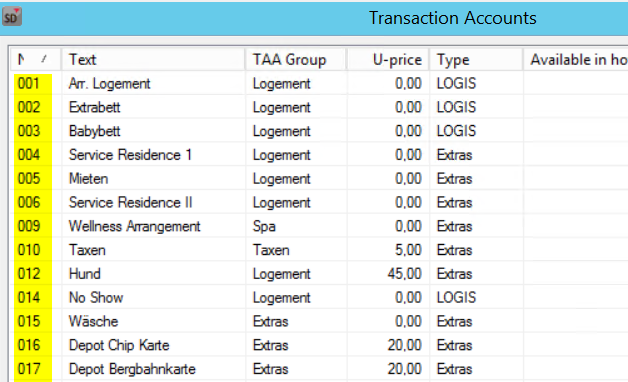 SD
Transaction Accounts
Text TAA Group U-price Type Available in ho
001 Arr. Logement Logement 0,00 LOGIS
002 Extrabett Logement 0,00 LOGIS
003 Babybett Logement 0,00 LOGIS
004 Service Residence 1 Logement 0,00 Extras
005 Mieten Logement 0,00 Extras
006 Service Residence II Logement 0,00 Extras
009 Wellness Arrangement Spa 0,00 Extras
010 Taxen Taxen 5,00 Extras
012 Hund Logement 45,00 Extras
014 No Show Logement 0,00 LOGIS
015 Wäsche Extras 0,00 Extras
016 Depot Chip Karte Extras 20,00 Extras
017 Depot Bergbahnkarte Extras 20,00 Extras